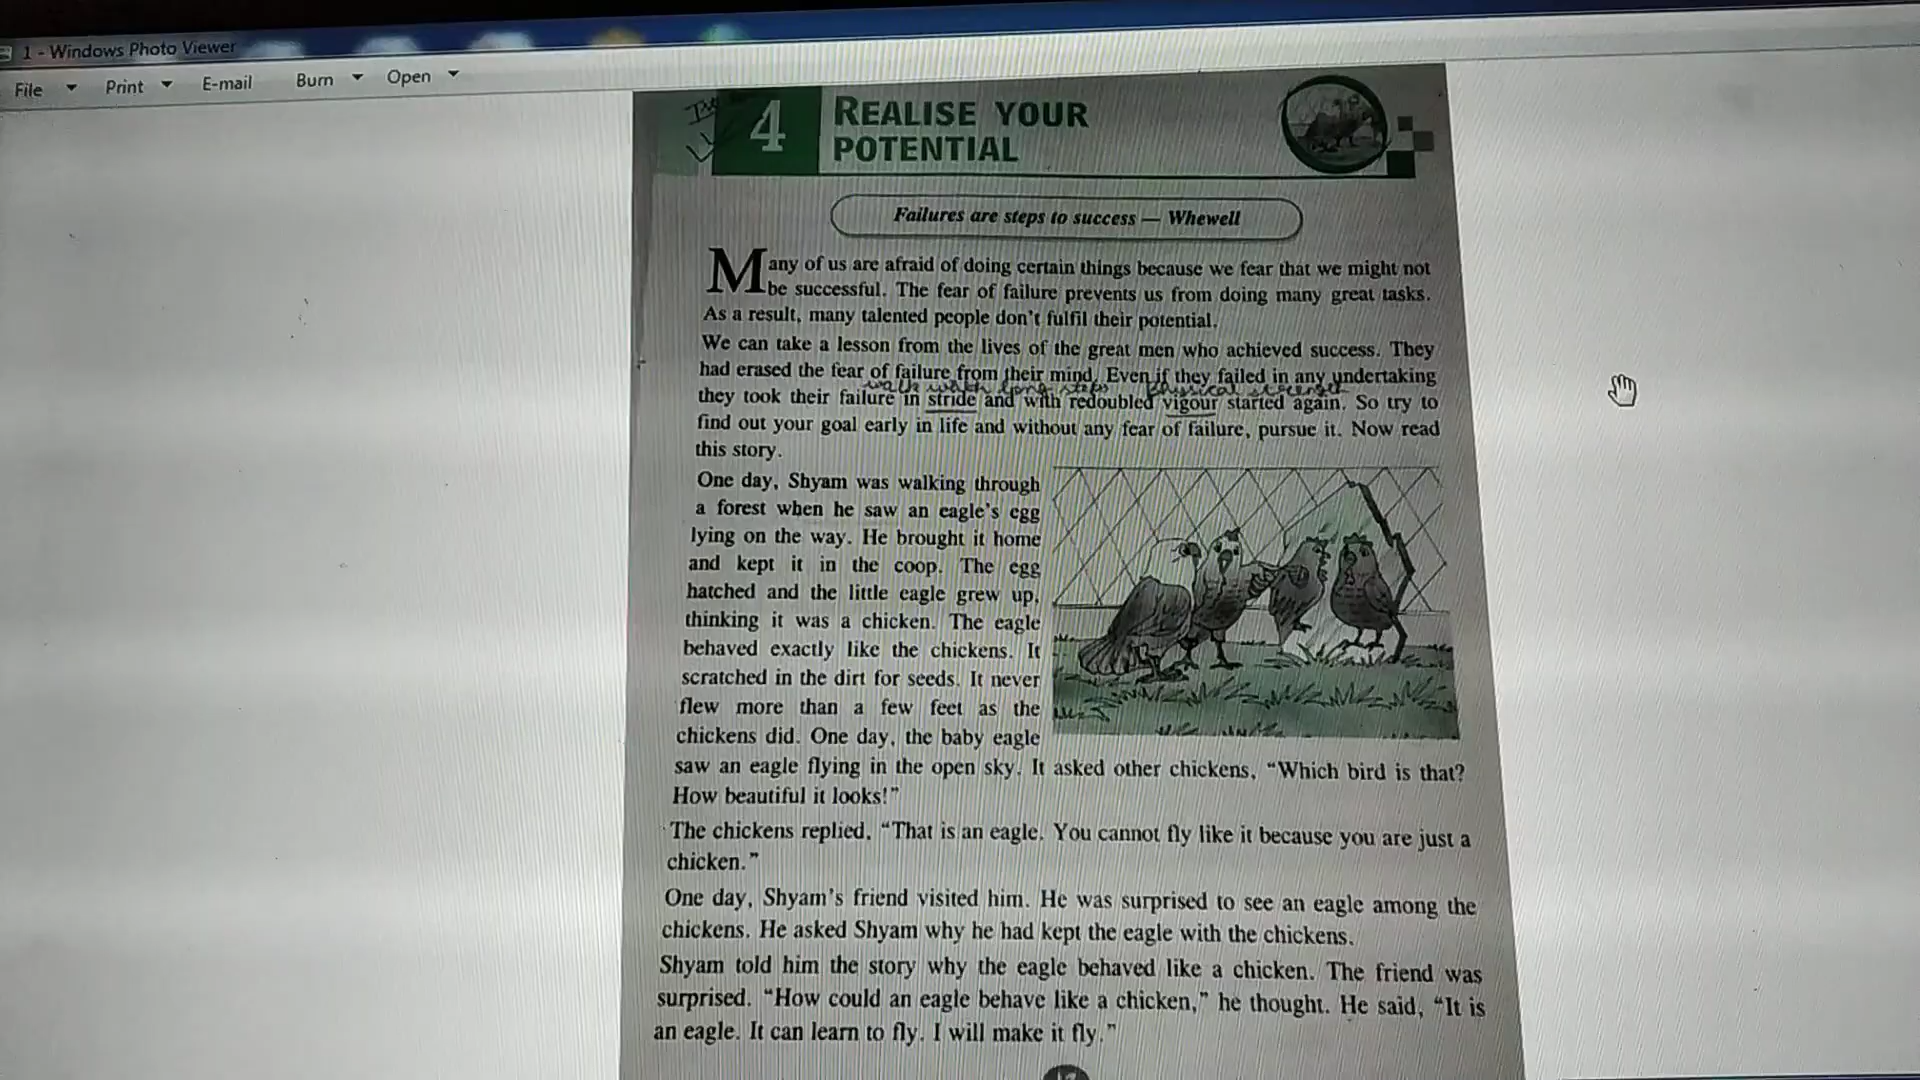 1 - Windows Photo Viewer
File Print E-mail Burn Open
4 REALISE YOUR
POTENTIAL
Failures are steps to success — Whewell
Many of us are afraid of doing certain things because we fear that we might not
be successful. The fear of failure prevents us from doing many great tasks.
As a result, many talented people don't fulfil their potential.
We can take a lesson from the lives of the great men who achieved success. They
had erased the fear of failure from their mind. Even if they failed in any undertaking
walk with long steps physical strength
they took their failure in stride and with redoubled vigour started again. So try to
find out your goal early in life and without any fear of failure, pursue it. Now read
this story.
One day, Shyam was walking through
a forest when he saw an eagle's egg
lying on the way. He brought it home
and kept it in the coop. The egg
hatched and the little eagle grew up,
thinking it was a chicken. The eagle
behaved exactly like the chickens. It
scratched in the dirt for seeds. It never
flew more than a few feet as the
chickens did. One day, the baby eagle
saw an eagle flying in the open sky. It asked other chickens, “Which bird is that?
How beautiful it looks!”
The chickens replied, “That is an eagle. You cannot fly like it because you are just a
chicken.”
One day, Shyam's friend visited him. He was surprised to see an eagle among the
chickens. He asked Shyam why he had kept the eagle with the chickens.
Shyam told him the story why the eagle behaved like a chicken. The friend was
surprised. “How could an eagle behave like a chicken,” he thought. He said, “It is
an eagle. It can learn to fly. I will make it fly.”